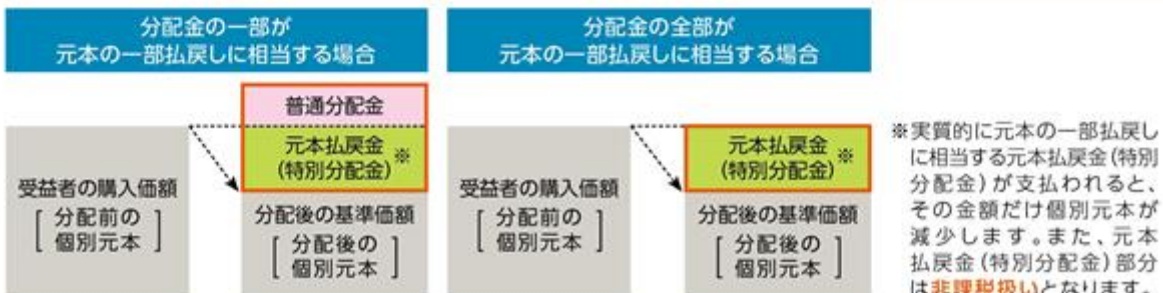 分配金の一部が
元本の一部払戻しに相当する場合
普通分配金
元本払戻金
(特別分配金)※
受益者の購入価額
[ 分配前の
個別元本 ]
分配後の基準価額
[ 分配後の
個別元本 ]
分配金の全部が
元本の一部払戻しに相当する場合
元本払戻金
(特別分配金)※
受益者の購入価額
[ 分配前の
個別元本 ]
分配後の基準価額
[ 分配後の
個別元本 ]
※実質的に元本の一部払戻し
に相当する元本払戻金(特別
分配金)が支払われると、
その金額だけ個別元本が
減少します。また、元本
払戻金(特別分配金)部分
は非課税扱いとなります。